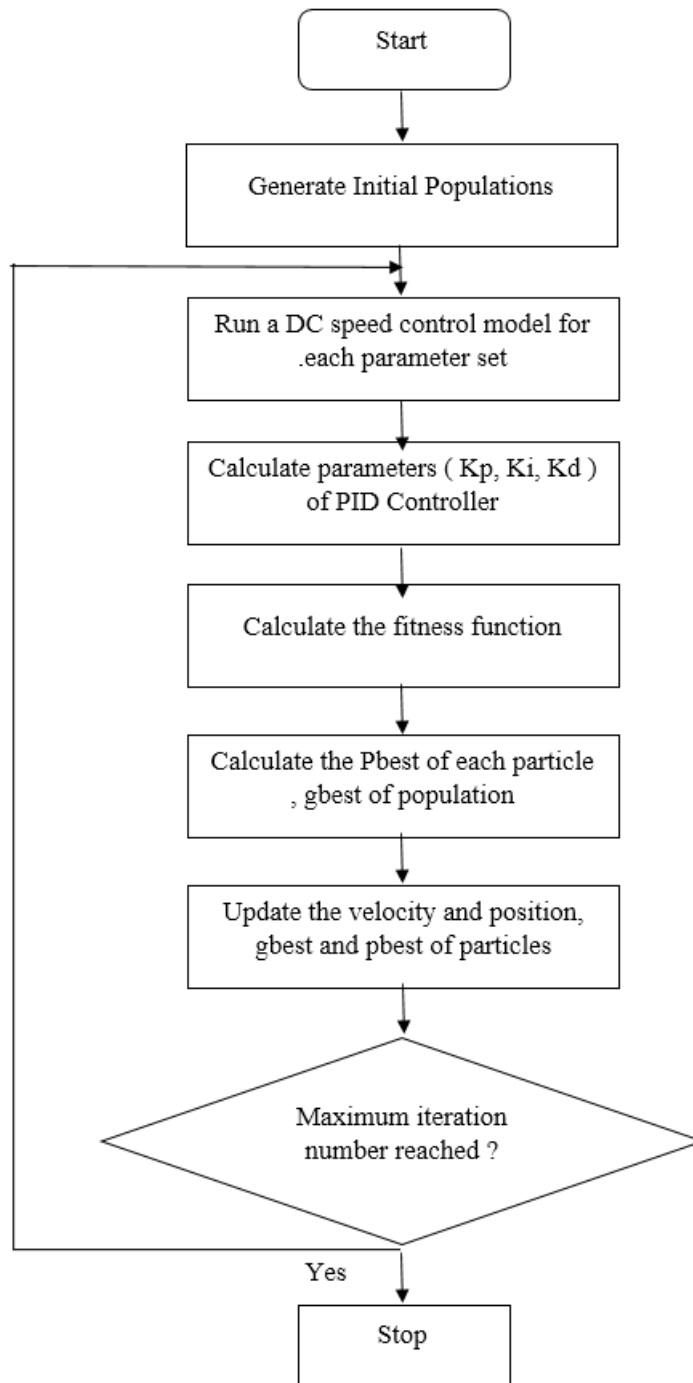 Start
Generate Initial Populations
Run a DC speed control model for
.each parameter set
Calculate parameters ( Kp, Ki, Kd )
of PID Controller
Calculate the fitness function
Calculate the Pbest of each particle
, gbest of population
Update the velocity and position,
gbest and pbest of particles
Maximum iteration
number reached ?
Yes
Stop